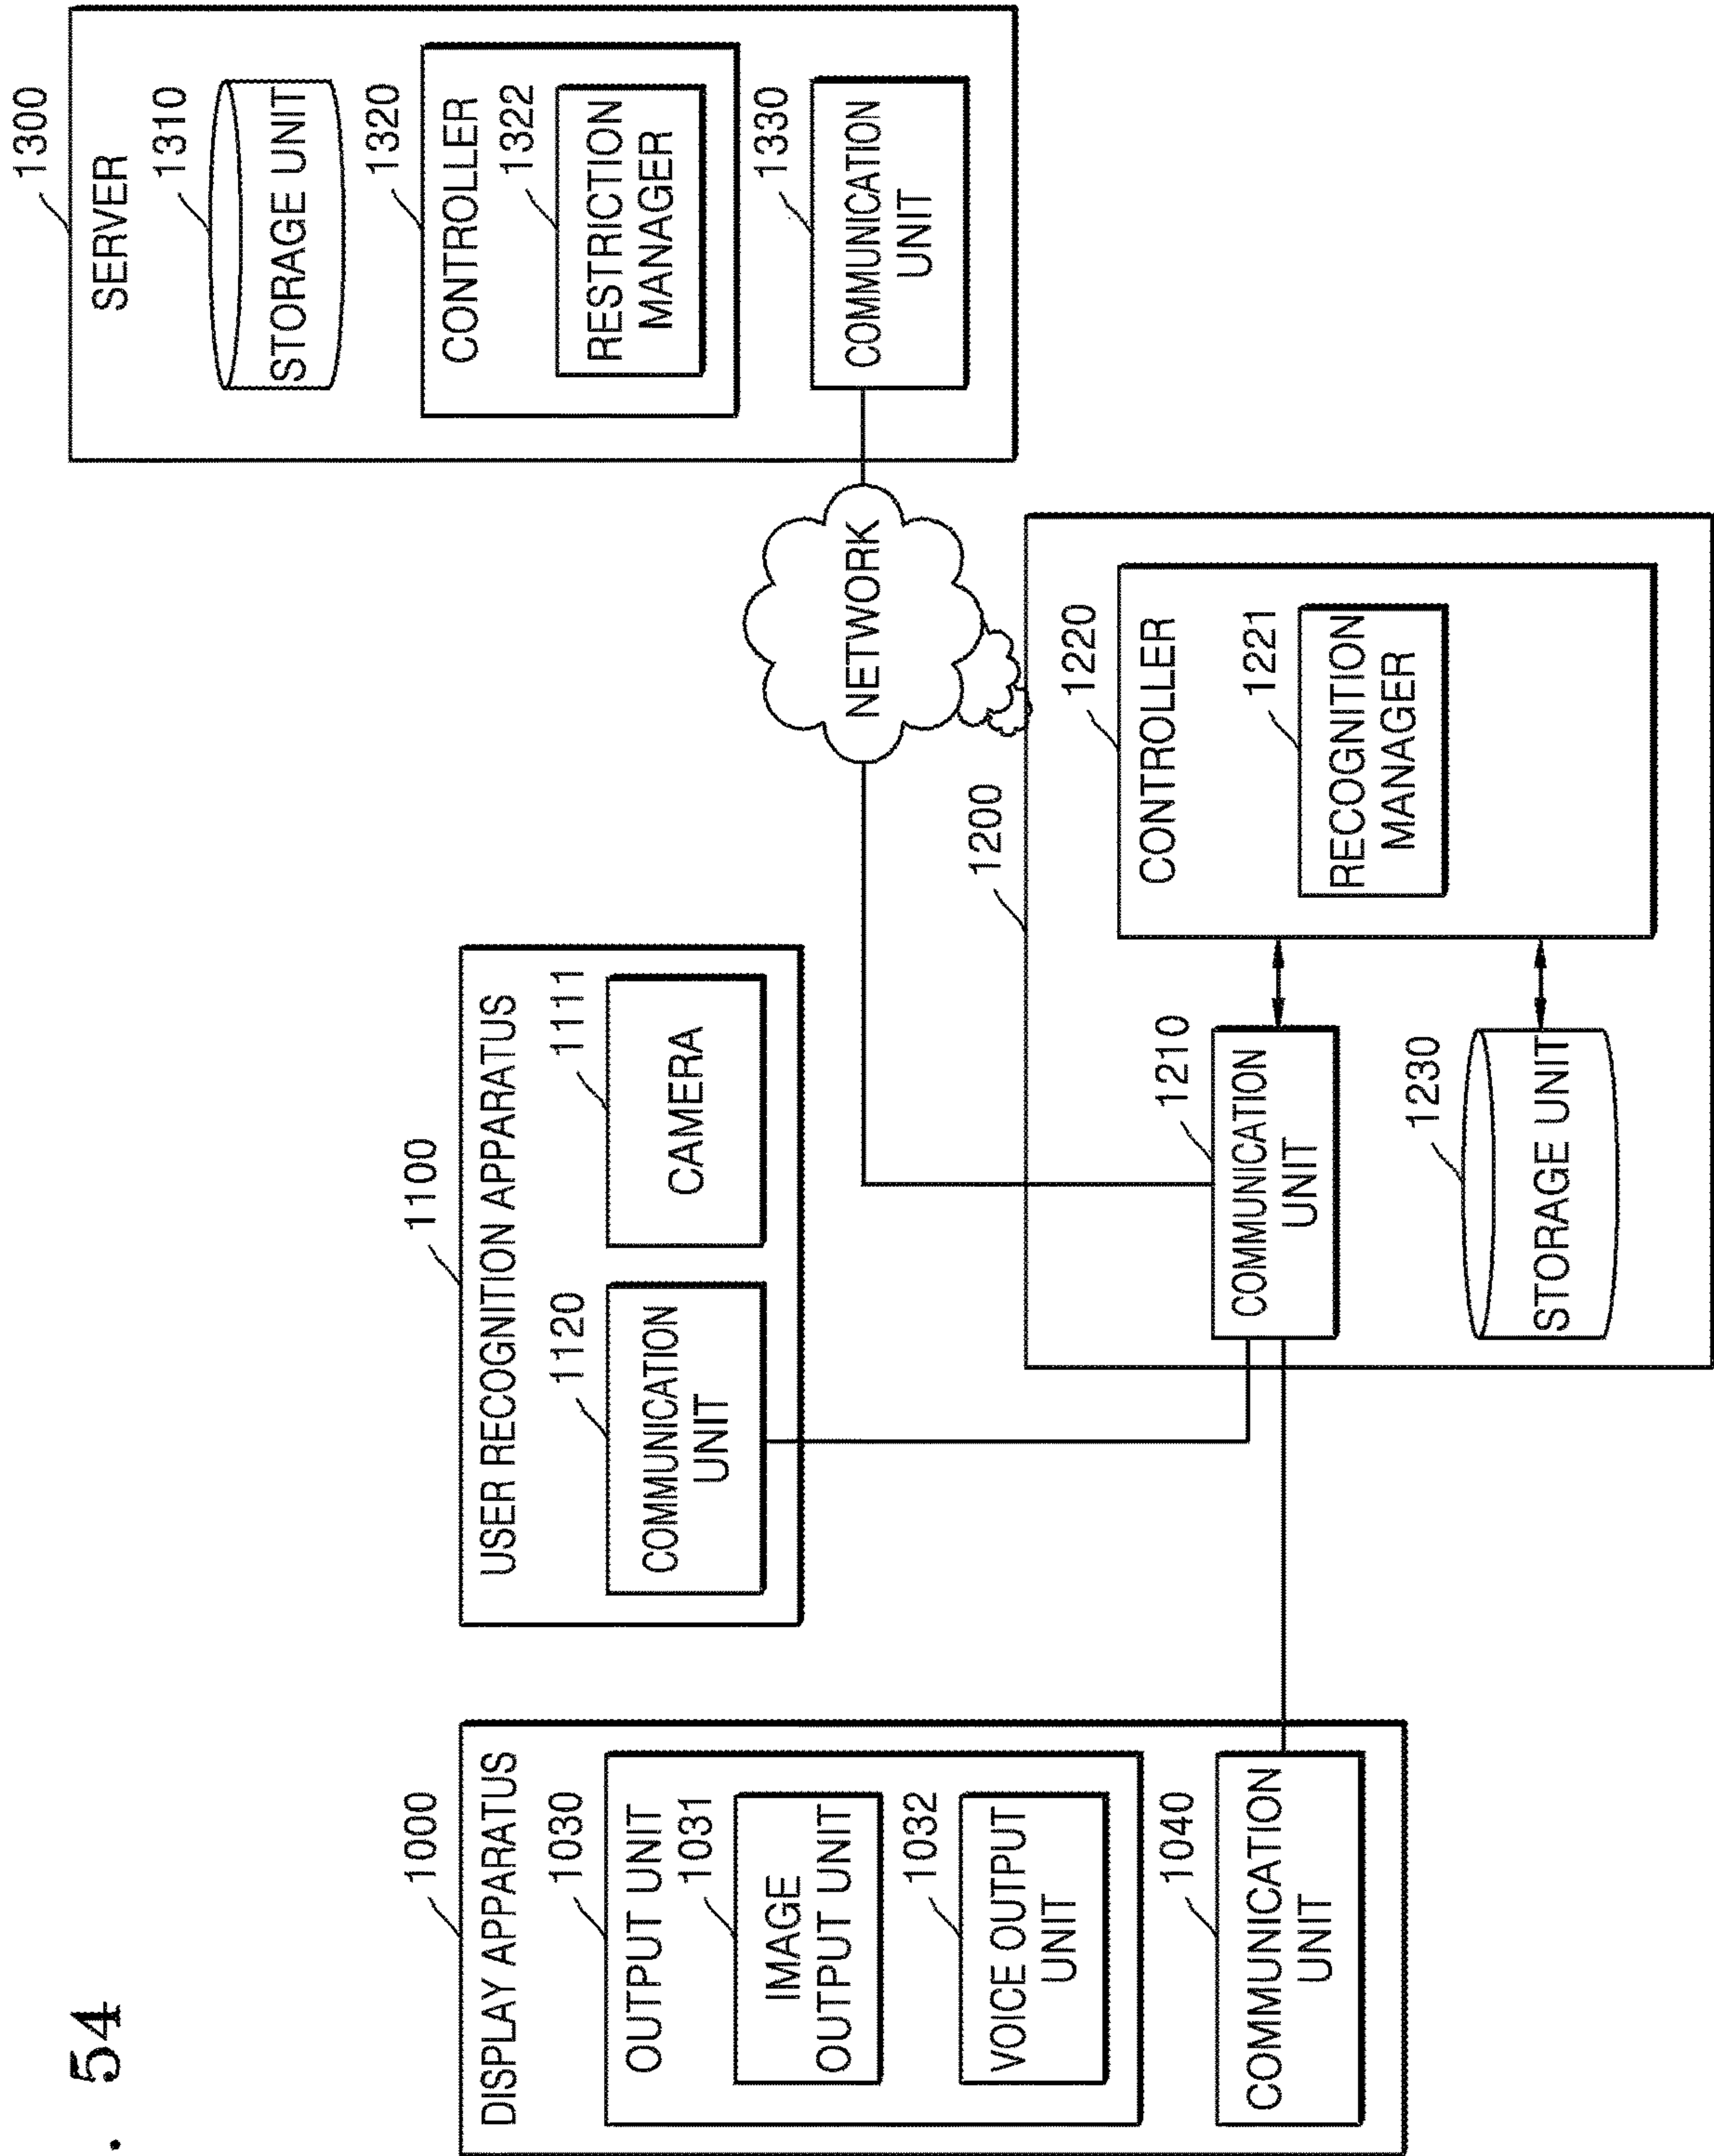 . 54
1000
DISPLAY APPARATUS
1030
OUTPUT UNIT
1031
IMAGE
OUTPUT UNIT
1032
VOICE OUTPUT
UNIT
1040
COMMUNICATION
UNIT
1100
USER RECOGNITION APPARATUS
1120
COMMUNICATION
UNIT
1111
CAMERA
1200
1210
COMMUNICATION
UNIT
1230
STORAGE UNIT
1220
CONTROLLER
1221
RECOGNITION
MANAGER
NETWORK
1300
SERVER
1310
STORAGE UNIT
1320
CONTROLLER
1322
RESTRICTION
MANAGER
1330
COMMUNICATION
UNIT